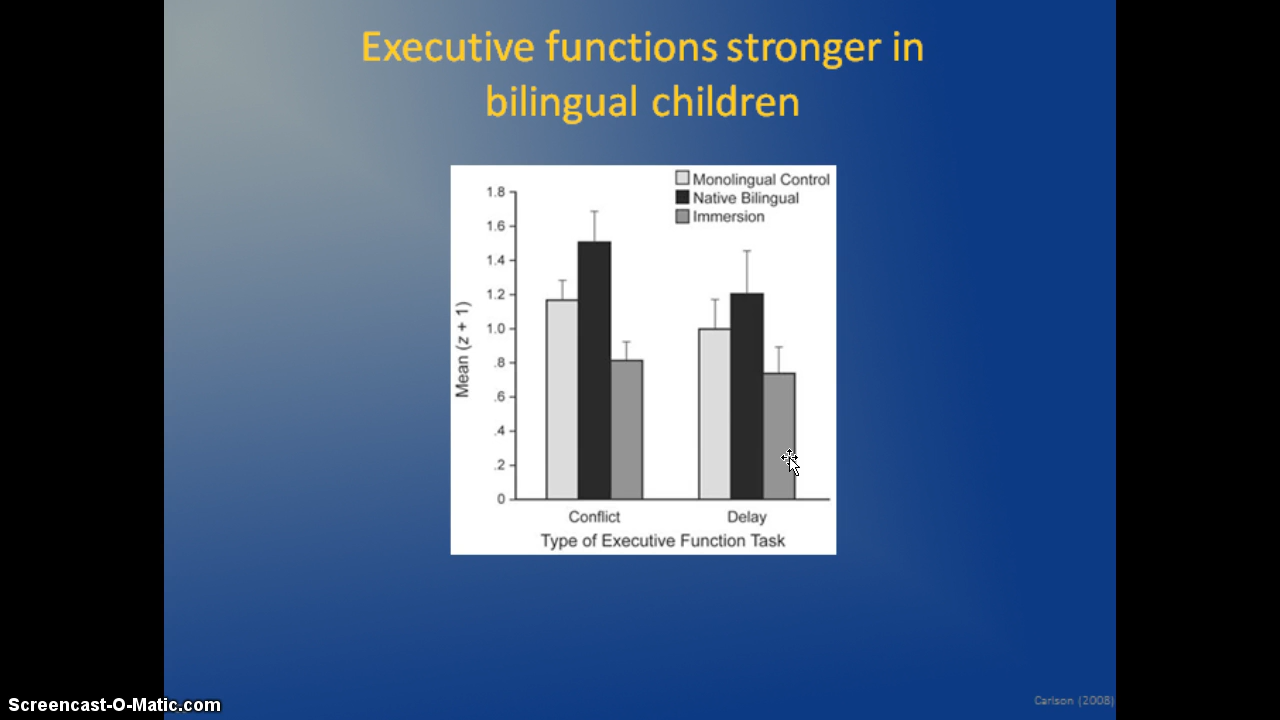 Executive functions stronger in
bilingual children
Monolingual Control
Native Bilingual
Immersion
1.8
1.6
1.4
1.2
1.0
.8
.6
.4
.2
0
Mean (z + 1)
Conflict Delay
Type of Executive Function Task
Carlson (2008)
Screencast-O-Matic.com